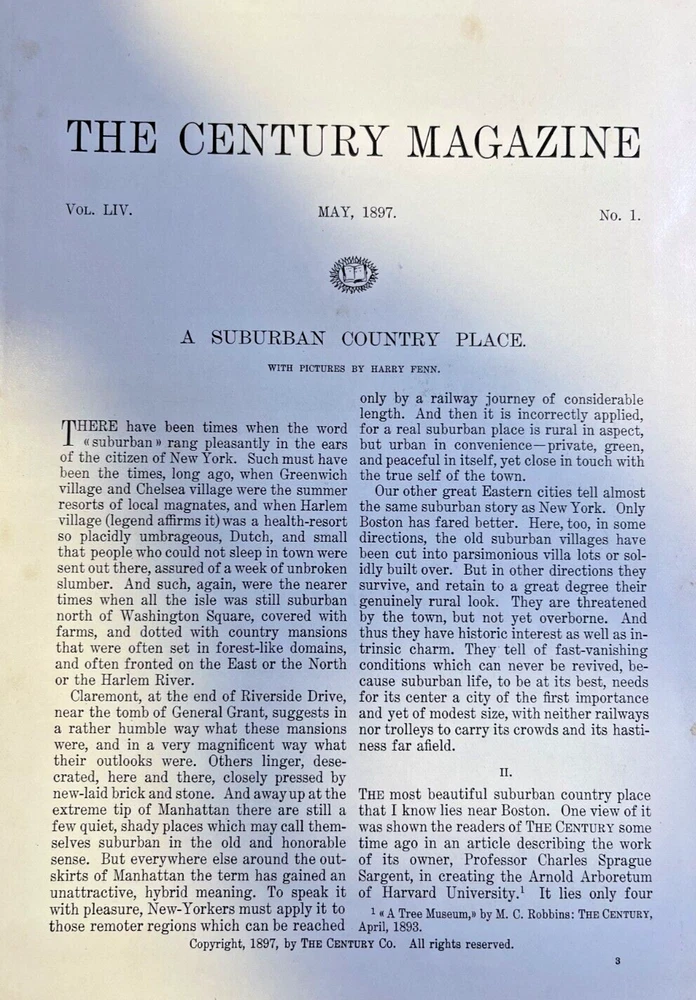 THE CENTURY MAGAZINE
VOL. LIV.
MAY, 1897.
No. 1.
A SUBURBAN COUNTRY PLACE.
WITH PICTURES BY HARRY FENN.
THERE have been times when the word
« suburban » rang pleasantly in the ears
of the citizen of New York. Such must have
been the times, long ago, when Greenwich
village and Chelsea village were the summer
resorts of local magnates, and when Harlem
village (legend affirms it) was a health-resort
so placidly umbrageous, Dutch, and small
that people who could not sleep in town were
sent out there, assured of a week of unbroken
slumber. And such, again, were the nearer
times when all the isle was still suburban
north of Washington Square, covered with
farms, and dotted with country mansions
that were often set in forest-like domains,
and often fronted on the East or the North
or the Harlem River.
Claremont, at the end of Riverside Drive,
near the tomb of General Grant, suggests in
a rather humble way what these mansions
were, and in a very magnificent way what
their outlooks were. Others linger, dese-
crated, here and there, closely pressed by
new-laid brick and stone. And away up at the
extreme tip of Manhattan there are still a
few quiet, shady places which may call them-
selves suburban in the old and honorable
sense. But everywhere else around the out-
skirts of Manhattan the term has gained an
unattractive, hybrid meaning. To speak it
with pleasure, New-Yorkers must apply it to
those remoter regions which can be reached
only by a railway journey of considerable
length. And then it is incorrectly applied,
for a real suburban place is rural in aspect,
but urban in convenience—private, green,
and peaceful in itself, yet close in touch with
the true self of the town.
Our other great Eastern cities tell almost
the same suburban story as New York. Only
Boston has fared better. Here, too, in some
directions, the old suburban villages have
been cut into parsimonious villa lots or sol-
idly built over. But in other directions they
survive, and retain to a great degree their
genuinely rural look. They are threatened
by the town, but not yet overborne. And
thus they have historic interest as well as in-
trinsic charm. They tell of fast-vanishing
conditions which can never be revived, be-
cause suburban life, to be at its best, needs
for its center a city of the first importance
and yet of modest size, with neither railways
nor trolleys to carry its crowds and its hasti-
ness far afield.
II.
THE most beautiful suburban country place
that I know lies near Boston. One view of it
was shown the readers of THE CENTURY some
time ago in an article describing the work
of its owner, Professor Charles Sprague
Sargent, in creating the Arnold Arboretum
of Harvard University.¹ It lies only four
¹ « A Tree Museum,» by M. C. Robbins: THE CENTURY,
April, 1893.
Copyright, 1897, by THE CENTURY CO. All rights reserved.
3